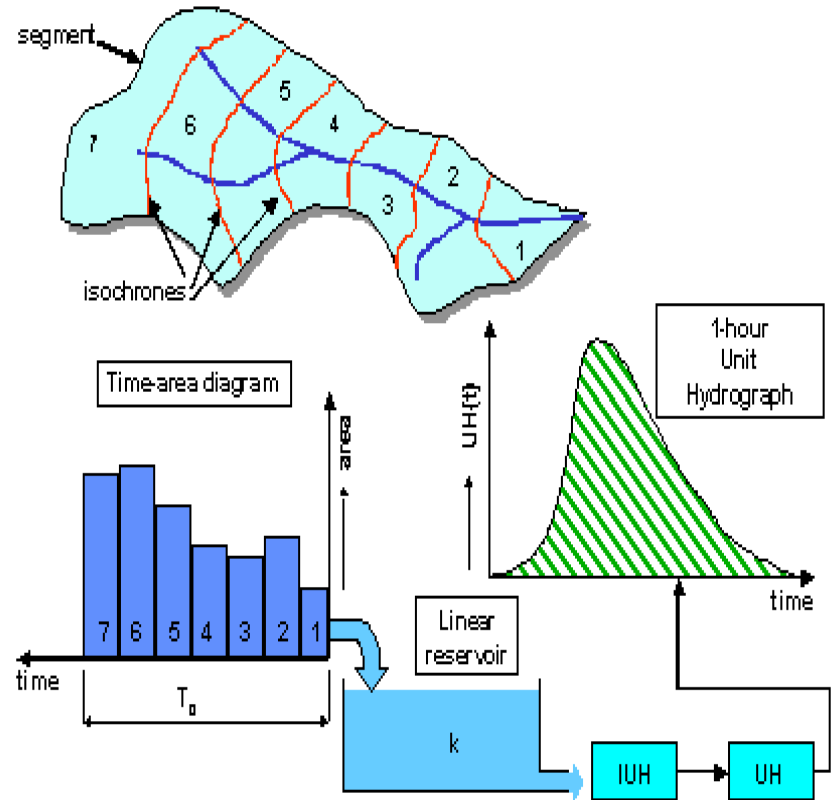 segment
5
4
6
7
2
3
1
isochrones
1-hour
Unit
Hydrograph
Time-area diagram
area
UH(t)
7 6 5 4 3 2 1
time
time
Linear
reservoir
T₀
k
IUH
UH